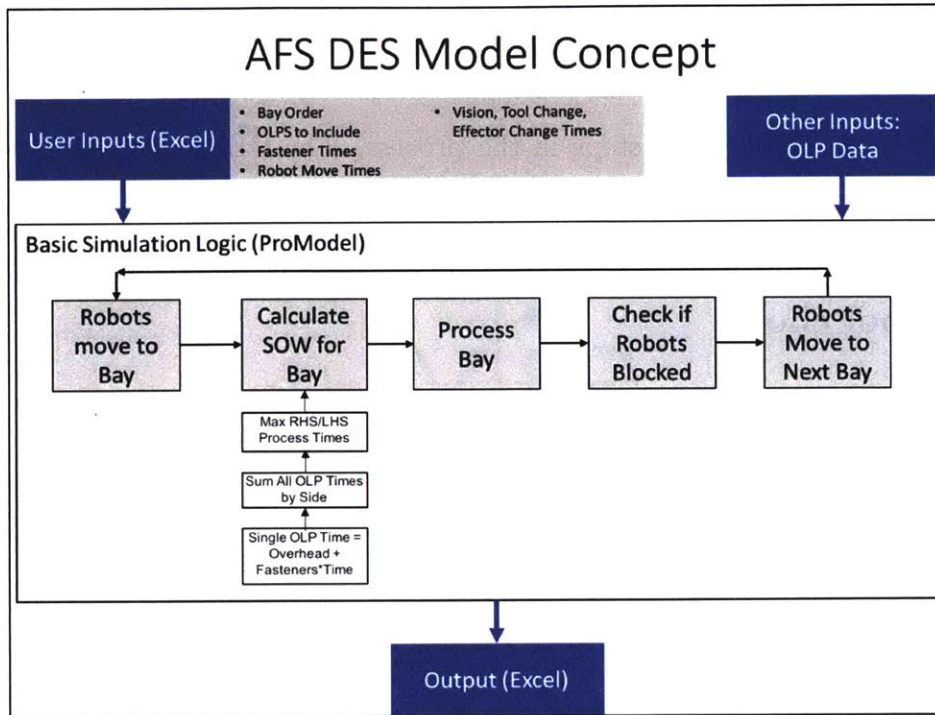 AFS DES Model Concept
User Inputs (Excel)
• Bay Order
• OLPS to Include
• Fastener Times
• Robot Move Times
• Vision, Tool Change,
Effector Change Times
Other Inputs:
OLP Data
Basic Simulation Logic (ProModel)
Robots
move to
Bay
Calculate
SOW for
Bay
Process
Bay
Check if
Robots
Blocked
Robots
Move to
Next Bay
Max RHS/LHS
Process Times
Sum All OLP Times
by Side
Single OLP Time =
Overhead +
Fasteners*Time
Output (Excel)